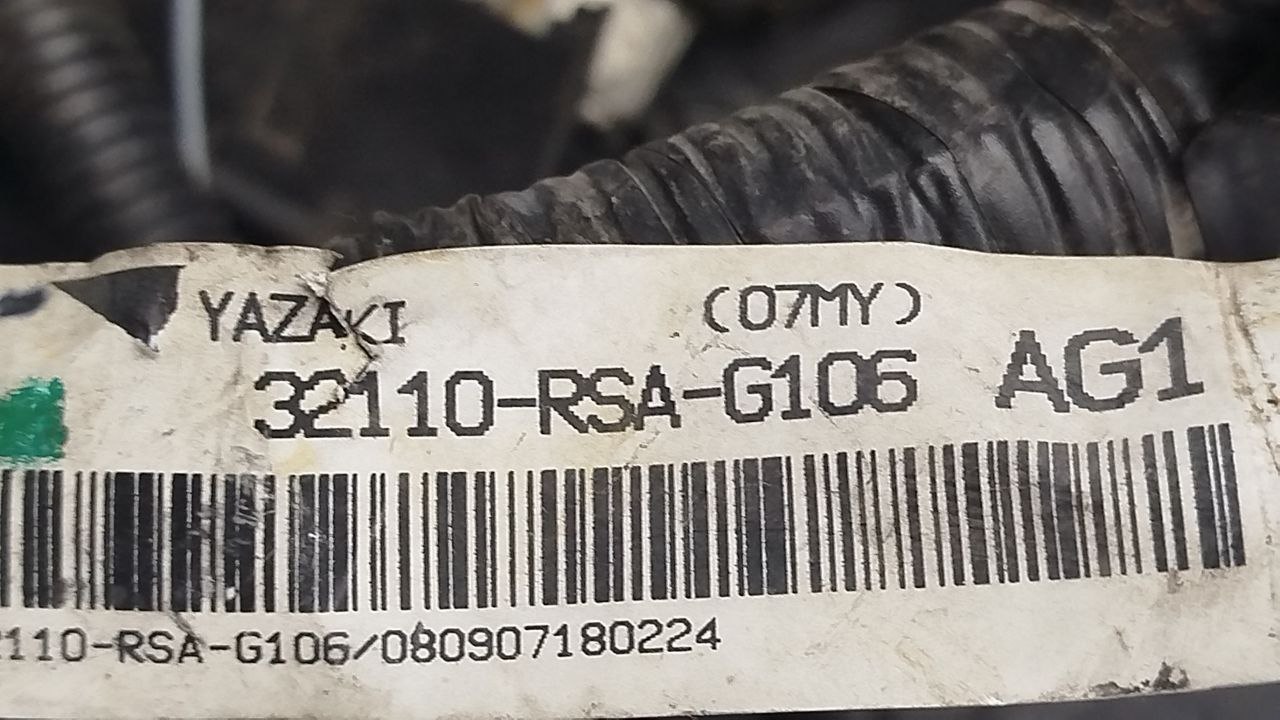 YAZAKI (07MY)
32110-RSA-G106 AG1
2110-RSA-G106/080907180224